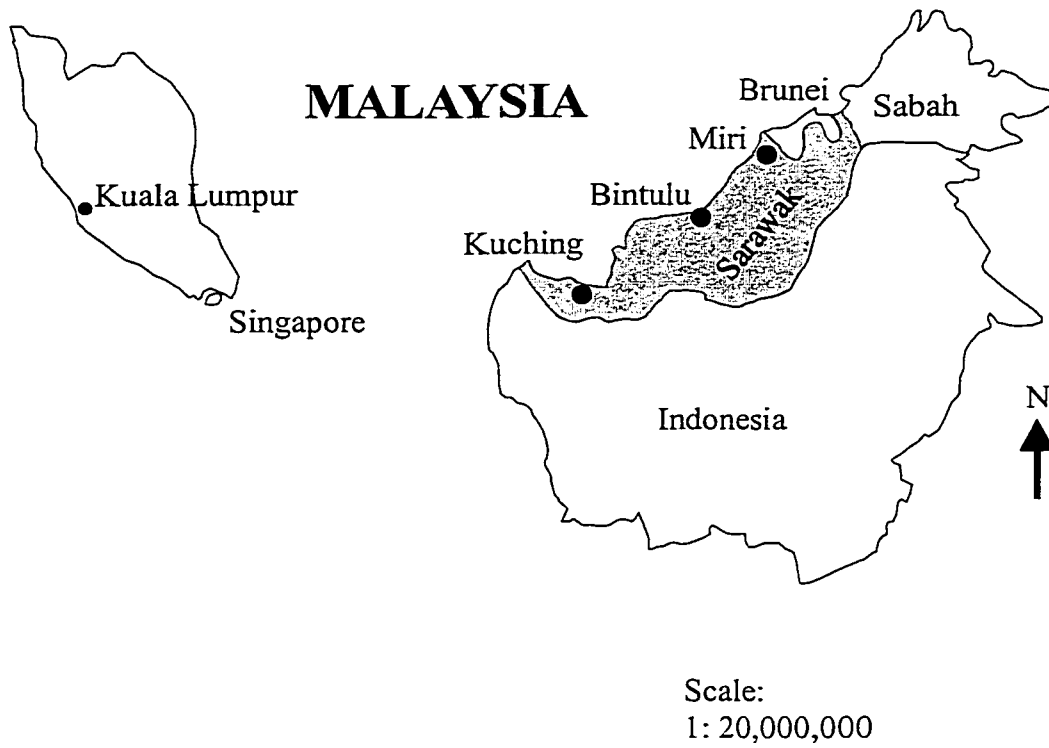 MALAYSIA
Brunei
Sabah
Miri
Kuala Lumpur
Bintulu
Sarawak
Kuching
Singapore
Indonesia
N
Scale:
1: 20,000,000